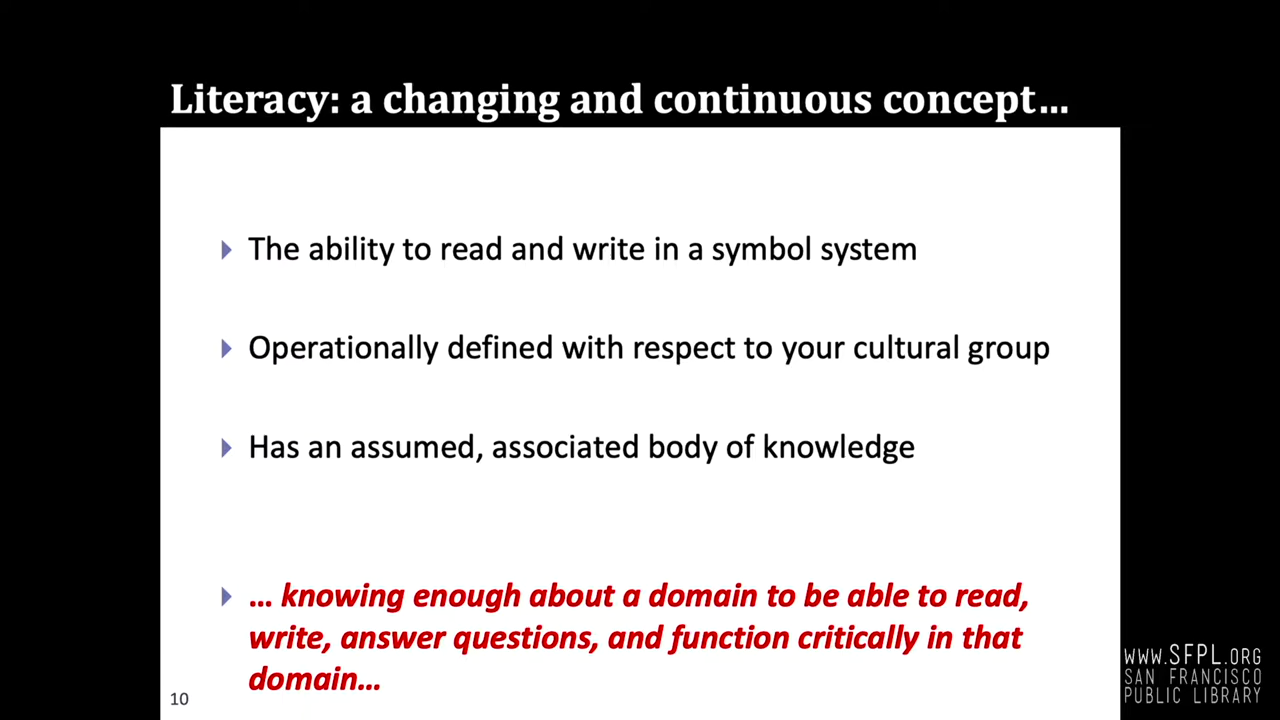 Literacy: a changing and continuous concept…
The ability to read and write in a symbol system
Operationally defined with respect to your cultural group
Has an assumed, associated body of knowledge
… knowing enough about a domain to be able to read,
write, answer questions, and function critically in that
domain…
10
WWW.SFPL.ORG
SAN FRANCISCO
PUBLIC LIBRARY